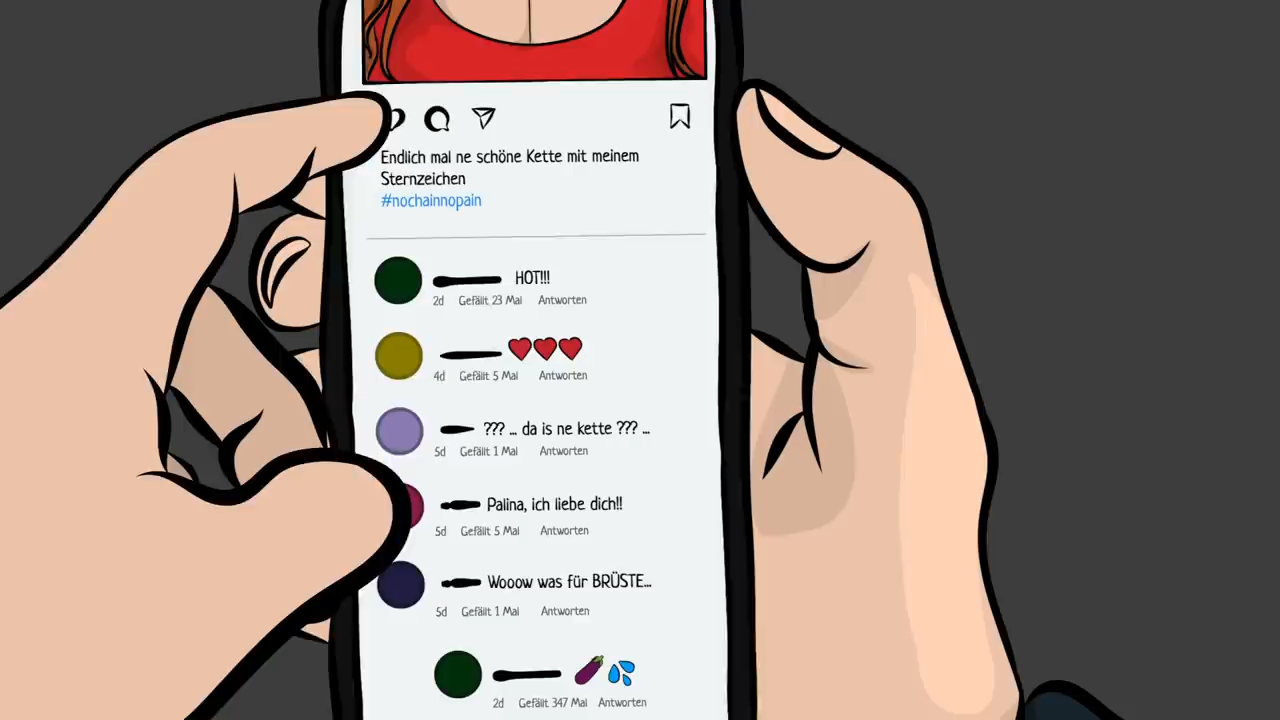 Endlich mal ne schöne Kette mit meinem
Sternzeichen
#nochainnopain
HOT!!!
2d Gefällt 23 Mal Antworten
4d Gefällt 5 Mal Antworten
??? ... da is ne kette ??? ...
5d Gefällt 1 Mal Antworten
Palina, ich liebe dich!!
5d Gefällt 5 Mal Antworten
Wooow was für BRÜSTE...
5d Gefällt 1 Mal Antworten
2d Gefällt 347 Mal Antworten